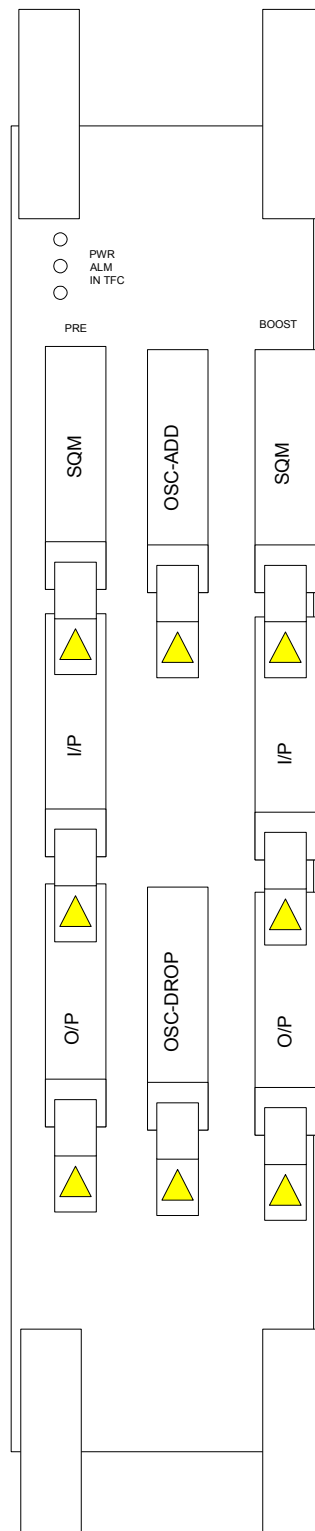 PWR
ALM
IN TFC
PRE
BOOST
SQM
OSC-ADD
SQM
I/P
I/P
O/P
OSC-DROP
O/P